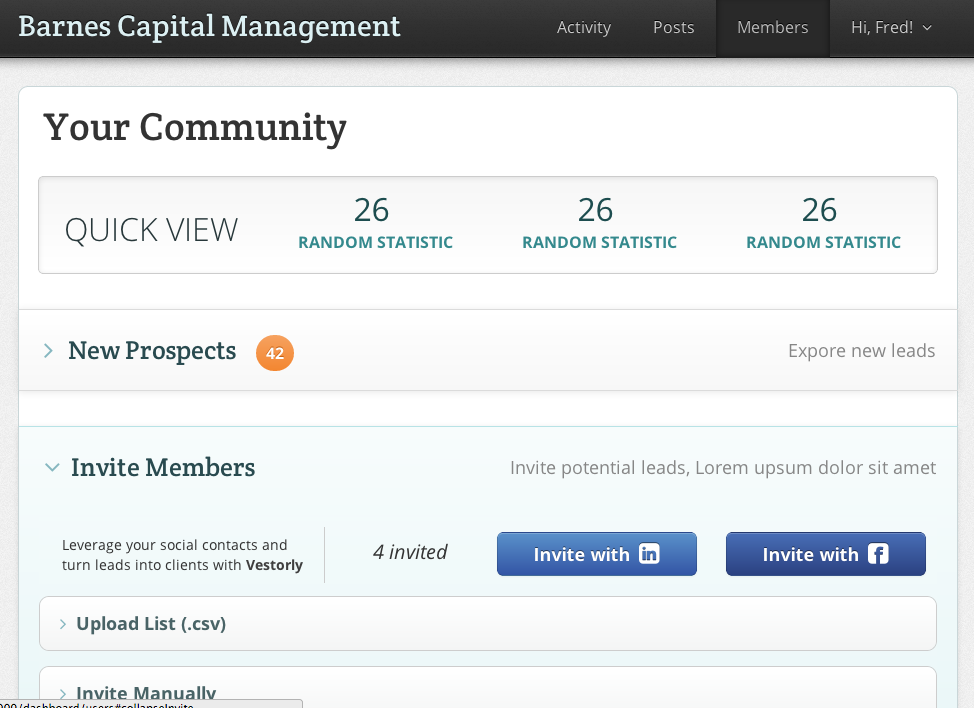 Barnes Capital Management
Activity
Posts
Members
Hi, Fred!
Your Community
QUICK VIEW
26
RANDOM STATISTIC
26
RANDOM STATISTIC
26
RANDOM STATISTIC
New Prospects
42
Expore new leads
Invite Members
Invite potential leads, Lorem upsum dolor sit amet
Leverage your social contacts and
turn leads into clients with Vestorly
4 invited
Invite with in
Invite with f
Upload List (.csv)
Invite Manually
/dashboard/users#collapseInvite